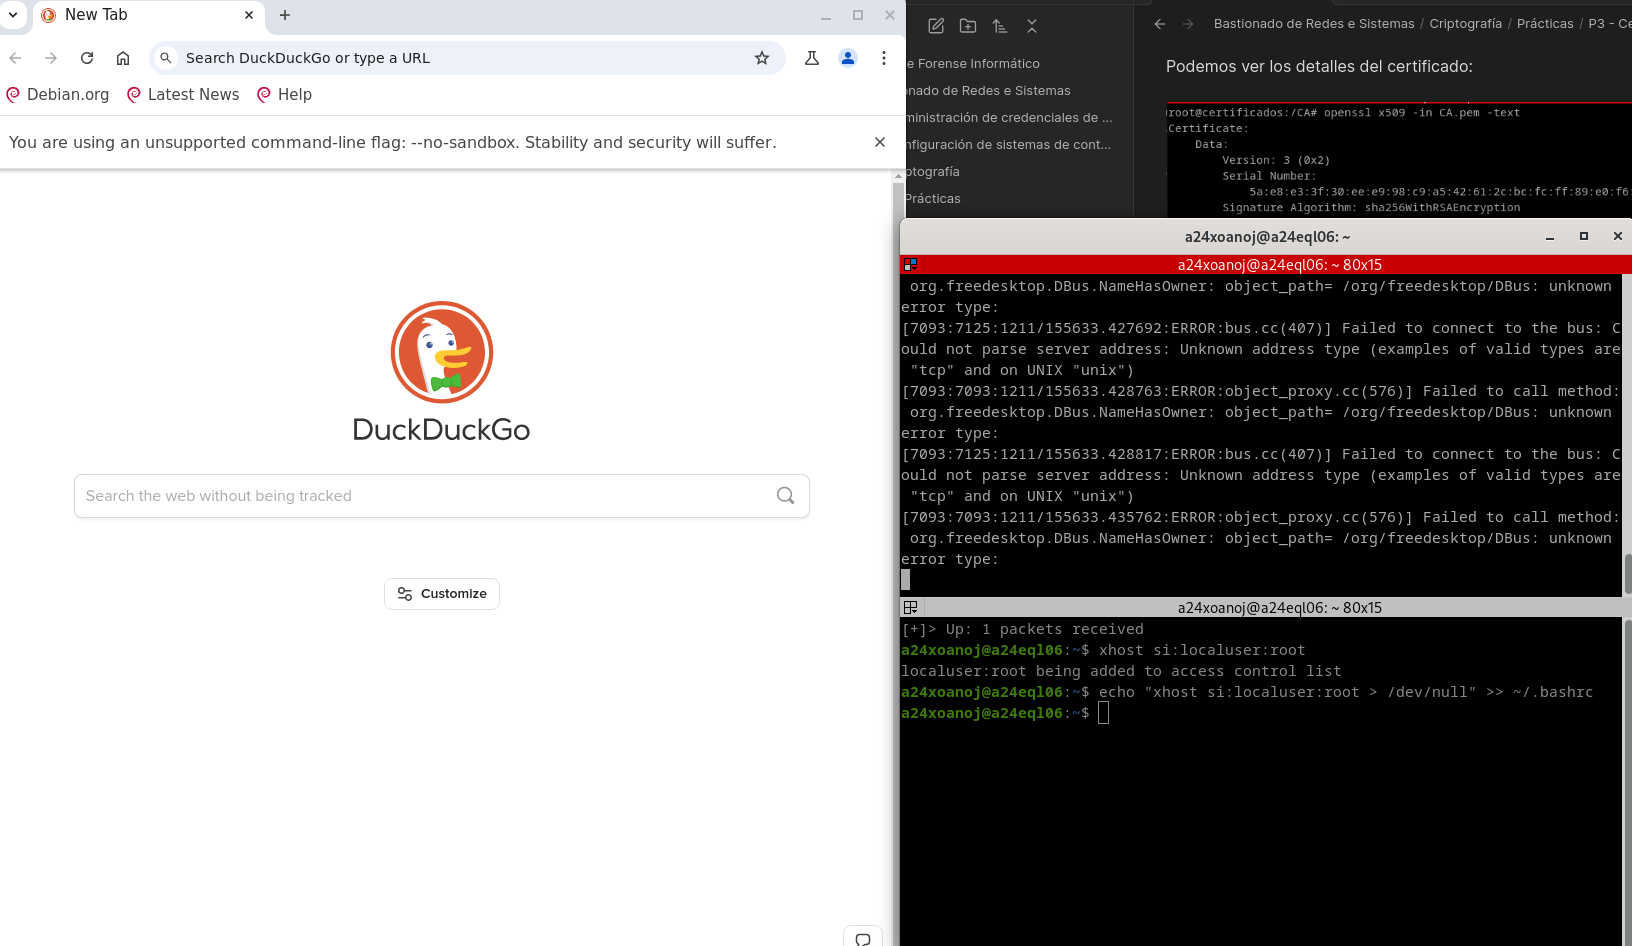 New Tab
Search DuckDuckGo or type a URL
Debian.org Latest News Help
You are using an unsupported command-line flag: --no-sandbox. Stability and security will suffer.
DuckDuckGo
Search the web without being tracked
Customize
e Forense Informático
onado de Redes e Sistemas
ministración de credenciales de ...
nfiguración de sistemas de cont...
ptografía
Prácticas
Bastionado de Redes e Sistemas / Criptografía / Prácticas / P3 - Ce
Podemos ver los detalles del certificado:
root@certificados:/CA# openssl x509 -in CA.pem -text
Certificate:
Data:
Version: 3 (0x2)
Serial Number:
5a:e8:e3:3f:30:ee:e9:98:c9:a5:42:61:2c:bc:fc:ff:89:e0:f6
Signature Algorithm: sha256WithRSAEncryption
a24xoanoj@a24eql06: ~
a24xoanoj@a24eql06: ~ 80x15
org.freedesktop.DBus.NameHasOwner: object_path= /org/freedesktop/DBus: unknown
error type:
[7093:7125:1211/155633.427692:ERROR:bus.cc(407)] Failed to connect to the bus: C
ould not parse server address: Unknown address type (examples of valid types are
"tcp" and on UNIX "unix")
[7093:7093:1211/155633.428763:ERROR:object_proxy.cc(576)] Failed to call method:
org.freedesktop.DBus.NameHasOwner: object_path= /org/freedesktop/DBus: unknown
error type:
[7093:7125:1211/155633.428817:ERROR:bus.cc(407)] Failed to connect to the bus: C
ould not parse server address: Unknown address type (examples of valid types are
"tcp" and on UNIX "unix")
[7093:7093:1211/155633.435762:ERROR:object_proxy.cc(576)] Failed to call method:
org.freedesktop.DBus.NameHasOwner: object_path= /org/freedesktop/DBus: unknown
error type:
a24xoanoj@a24eql06: ~ 80x15
[+]> Up: 1 packets received
a24xoanoj@a24eql06:~$ xhost si:localuser:root
localuser:root being added to access control list
a24xoanoj@a24eql06:~$ echo "xhost si:localuser:root > /dev/null" >> ~/.bashrc
a24xoanoj@a24eql06:~$